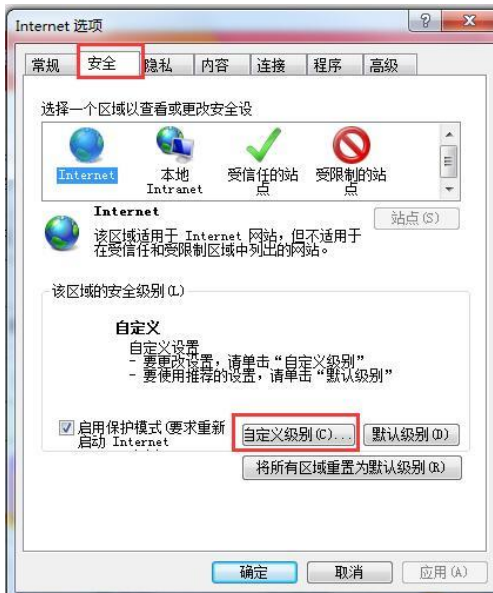 Internet 选项
常规 安全 隐私 内容 连接 程序 高级
选择一个区域以查看或更改安全设
Internet 本地 Intranet 受信任的站点 受限制的站点
Internet
站点(S)
该区域适用于 Internet 网站，但不适用于
在受信任和受限制区域中列出的网站。
该区域的安全级别(L)
自定义
自定义设置
- 要更改设置，请单击“自定义级别”
- 要使用推荐的设置，请单击“默认级别”
启用保护模式(要求重新
启动 Internet
自定义级别(C)... 默认级别(D)
将所有区域重置为默认级别(R)
确定 取消 应用(A)